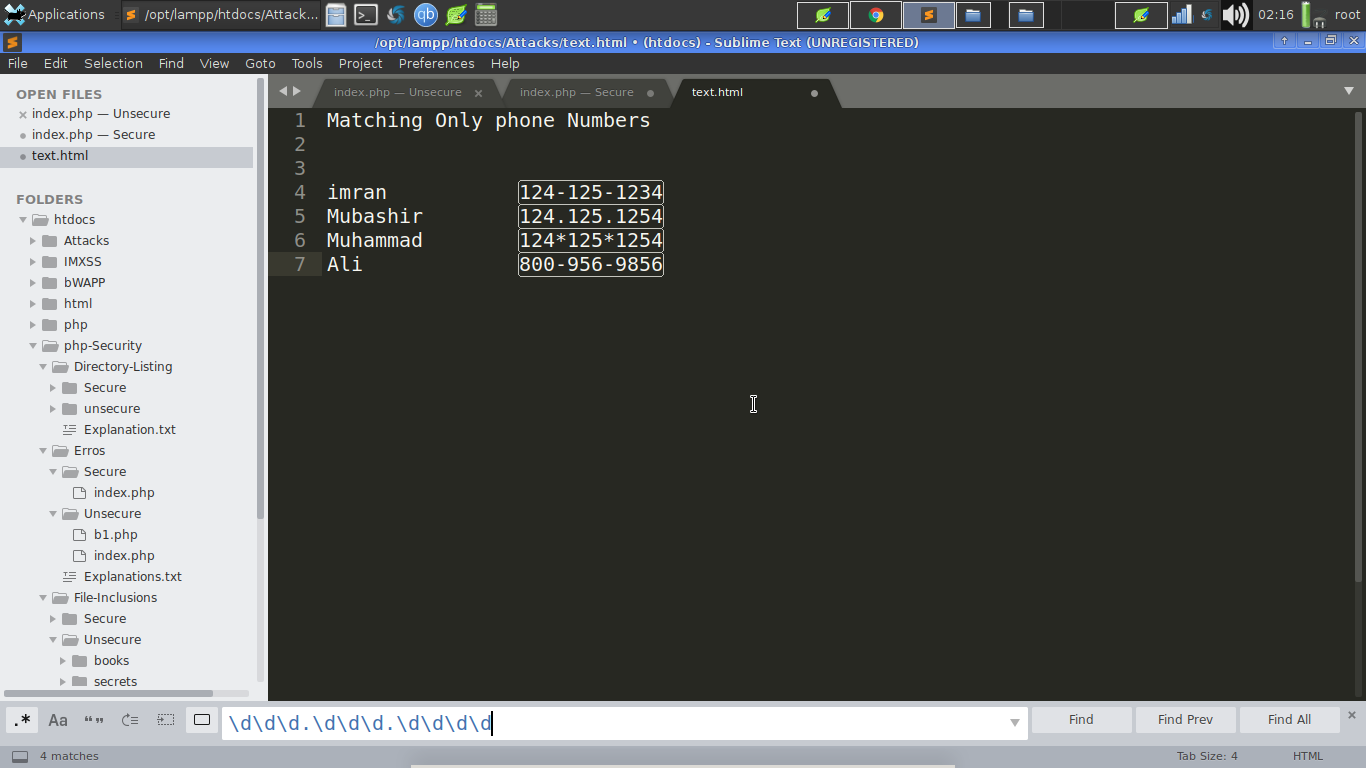 Applications /opt/lampp/htdocs/Attack... 02:16 root
/opt/lampp/htdocs/Attacks/text.html • (htdocs) - Sublime Text (UNREGISTERED)
File Edit Selection Find View Goto Tools Project Preferences Help
OPEN FILES
index.php — Unsecure
index.php — Secure
text.html
FOLDERS
htdocs
Attacks
IMXSS
bWAPP
html
php
php-Security
Directory-Listing
Secure
unsecure
Explanation.txt
Erros
Secure
index.php
Unsecure
b1.php
index.php
Explanations.txt
File-Inclusions
Secure
Unsecure
books
secrets
index.php — Unsecure × index.php — Secure • text.html •
1 Matching Only phone Numbers
2
3
4 imran 124-125-1234
5 Mubashir 124.125.1254
6 Muhammad 124*125*1254
7 Ali 800-956-9856
.* Aa “” \d\d\d.\d\d\d.\d\d\d\d Find Find Prev Find All ×
4 matches Tab Size: 4 HTML